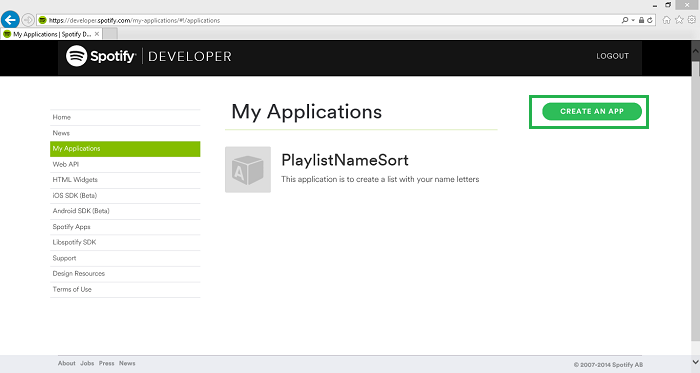 https://developer.spotify.com/my-applications/#!/applications
My Applications | Spotify D...
Spotify DEVELOPER
LOGOUT
My Applications
CREATE AN APP
Home
News
My Applications
Web API
HTML Widgets
iOS SDK (Beta)
Android SDK (Beta)
Spotify Apps
Libspotify SDK
Support
Design Resources
Terms of Use
PlaylistNameSort
This application is to create a list with your name letters
About Jobs Press News
© 2007-2014 Spotify AB